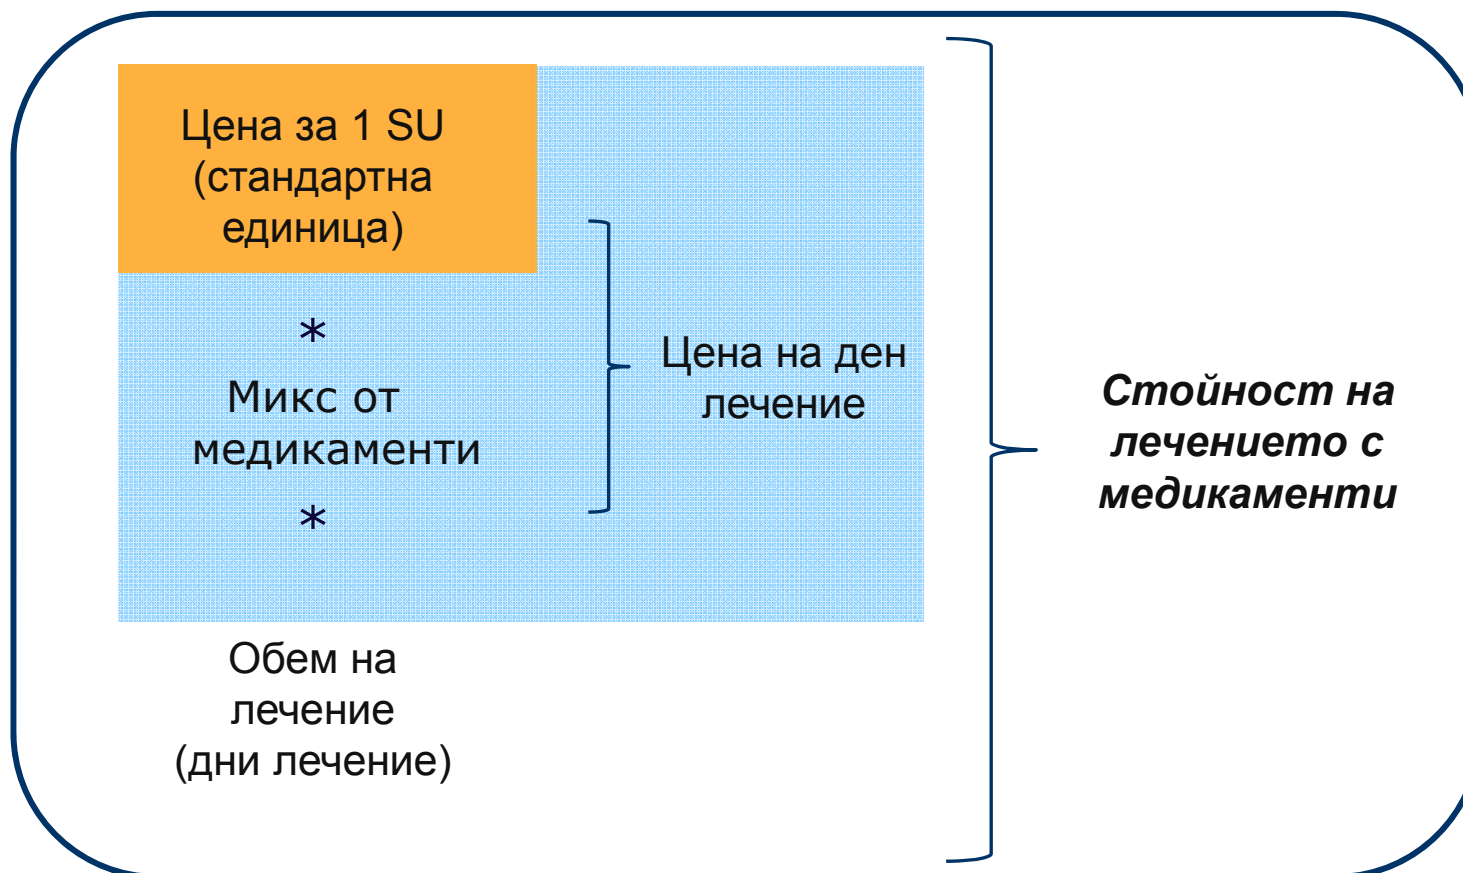 Цена за 1 SU
(стандартна
единица)
*
Микс от
медикаменти
*
Обем на
лечение
(дни лечение)
Цена на ден
лечение
Стойност на
лечението с
медикаменти